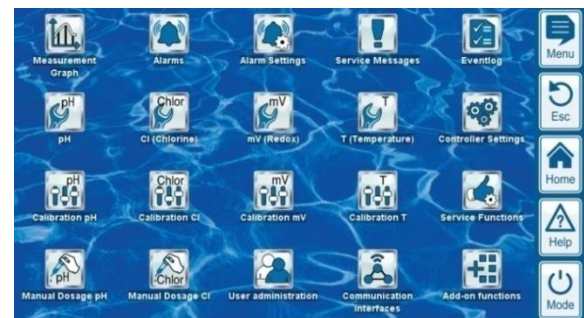 Measurement
Graph
Alarms
Alarm Settings
Service Messages
Eventlog
Menu
pH
pH
Chlor
Cl (Chlorine)
mV
mV (Redox)
T
T (Temperature)
Controller Settings
Esc
pH
Calibration pH
Chlor
Calibration Cl
mV
Calibration mV
T
Calibration T
Service Functions
Home
Help
pH
Manual Dosage pH
Chlor
Manual Dosage Cl
User administration
Communication
Interfaces
Add-on functions
Mode